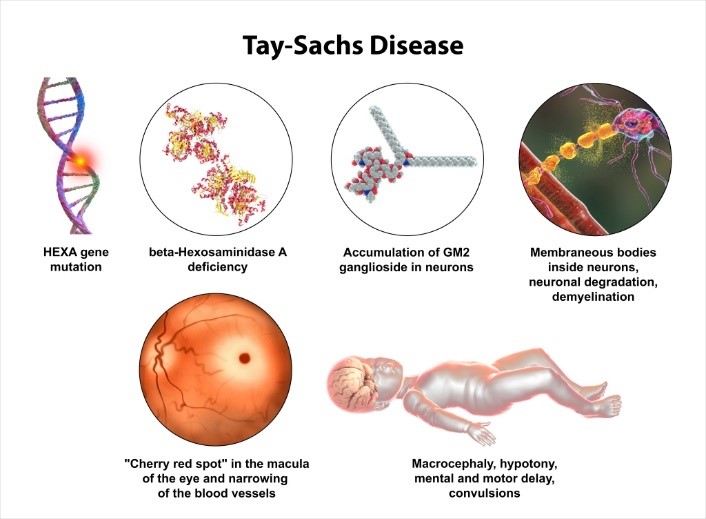 Tay-Sachs Disease
HEXA gene
mutation
beta-Hexosaminidase A
deficiency
Accumulation of GM2
ganglioside in neurons
Membraneous bodies
inside neurons,
neuronal degradation,
demyelination
"Cherry red spot" in the macula
of the eye and narrowing
of the blood vessels
Macrocephaly, hypotony,
mental and motor delay,
convulsions